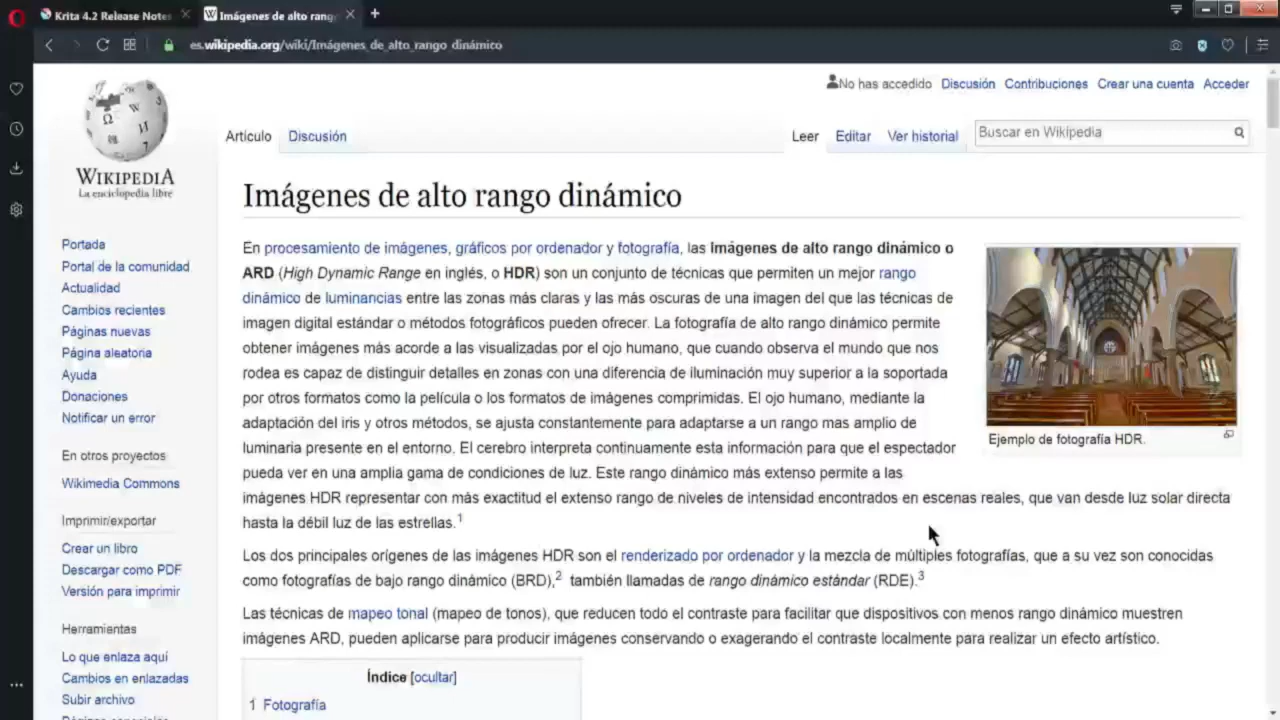 Krita 4.2 Release Notes
Imágenes de alto rang
es.wikipedia.org/wiki/Imágenes_de_alto_rango_dinámico
No has accedido Discusión Contribuciones Crear una cuenta Acceder
Artículo Discusión Leer Editar Ver historial Buscar en Wikipedia
WIKIPEDIA
La enciclopedia libre
Portada
Portal de la comunidad
Actualidad
Cambios recientes
Páginas nuevas
Página aleatoria
Ayuda
Donaciones
Notificar un error
En otros proyectos
Wikimedia Commons
Imprimir/exportar
Crear un libro
Descargar como PDF
Versión para imprimir
Herramientas
Lo que enlaza aquí
Cambios en enlazadas
Subir archivo
Imágenes de alto rango dinámico
En procesamiento de imágenes, gráficos por ordenador y fotografía, las Imágenes de alto rango dinámico o
ARD (High Dynamic Range en inglés, o HDR) son un conjunto de técnicas que permiten un mejor rango
dinámico de luminancias entre las zonas más claras y las más oscuras de una imagen del que las técnicas de
imagen digital estándar o métodos fotográficos pueden ofrecer. La fotografía de alto rango dinámico permite
obtener imágenes más acorde a las visualizadas por el ojo humano, que cuando observa el mundo que nos
rodea es capaz de distinguir detalles en zonas con una diferencia de iluminación muy superior a la soportada
por otros formatos como la película o los formatos de imágenes comprimidas. El ojo humano, mediante la
adaptación del iris y otros métodos, se ajusta constantemente para adaptarse a un rango mas amplio de
luminaria presente en el entorno. El cerebro interpreta continuamente esta información para que el espectador
pueda ver en una amplia gama de condiciones de luz. Este rango dinámico más extenso permite a las
imágenes HDR representar con más exactitud el extenso rango de niveles de intensidad encontrados en escenas reales, que van desde luz solar directa
hasta la débil luz de las estrellas.1
Ejemplo de fotografía HDR.
Los dos principales orígenes de las imágenes HDR son el renderizado por ordenador y la mezcla de múltiples fotografías, que a su vez son conocidas
como fotografías de bajo rango dinámico (BRD),2 también llamadas de rango dinámico estándar (RDE).3
Las técnicas de mapeo tonal (mapeo de tonos), que reducen todo el contraste para facilitar que dispositivos con menos rango dinámico muestren
imágenes ARD, pueden aplicarse para producir imágenes conservando o exagerando el contraste localmente para realizar un efecto artístico.
Índice [ocultar]
1 Fotografía